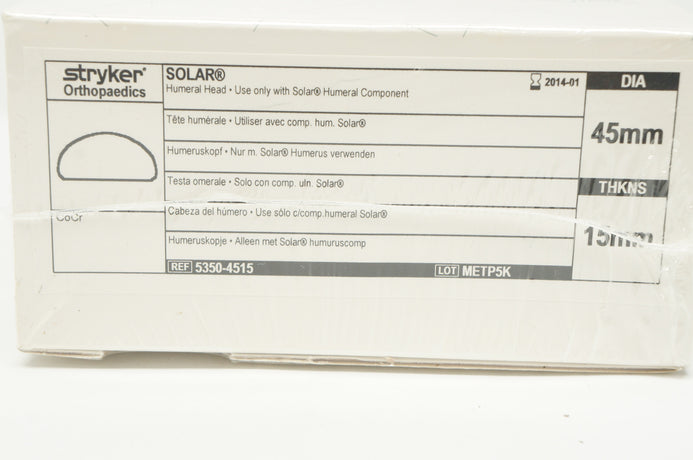 stryker®
Orthopaedics
SOLAR®
Humeral Head • Use only with Solar® Humeral Component
2014-01
DIA
45mm
Tête humérale • Utiliser avec comp. hum. Solar®
Humeruskopf • Nur m. Solar® Humerus verwenden
Testa omerale • Solo con comp. uln. Solar®
THKNS
15mm
CoCr
Cabeza del húmero • Use sólo c/comp.humeral Solar®
Humeruskopje • Alleen met Solar® humuruscomp
REF 5350-4515
LOT METP5K